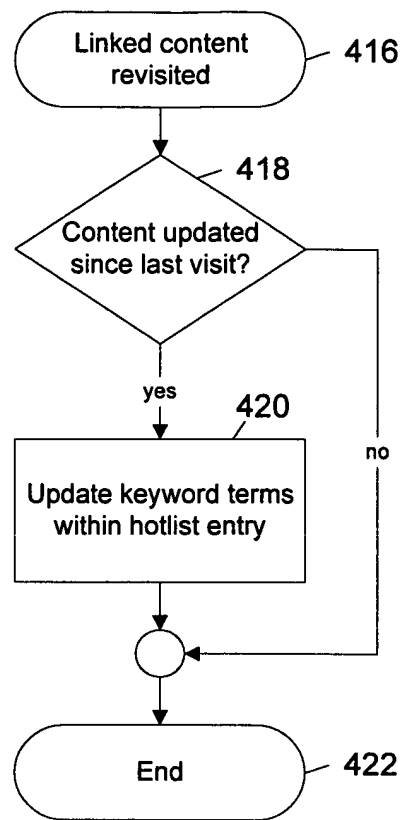 Linked content
revisited
416
418
Content updated
since last visit?
yes
no
420
Update keyword terms
within hotlist entry
End
422